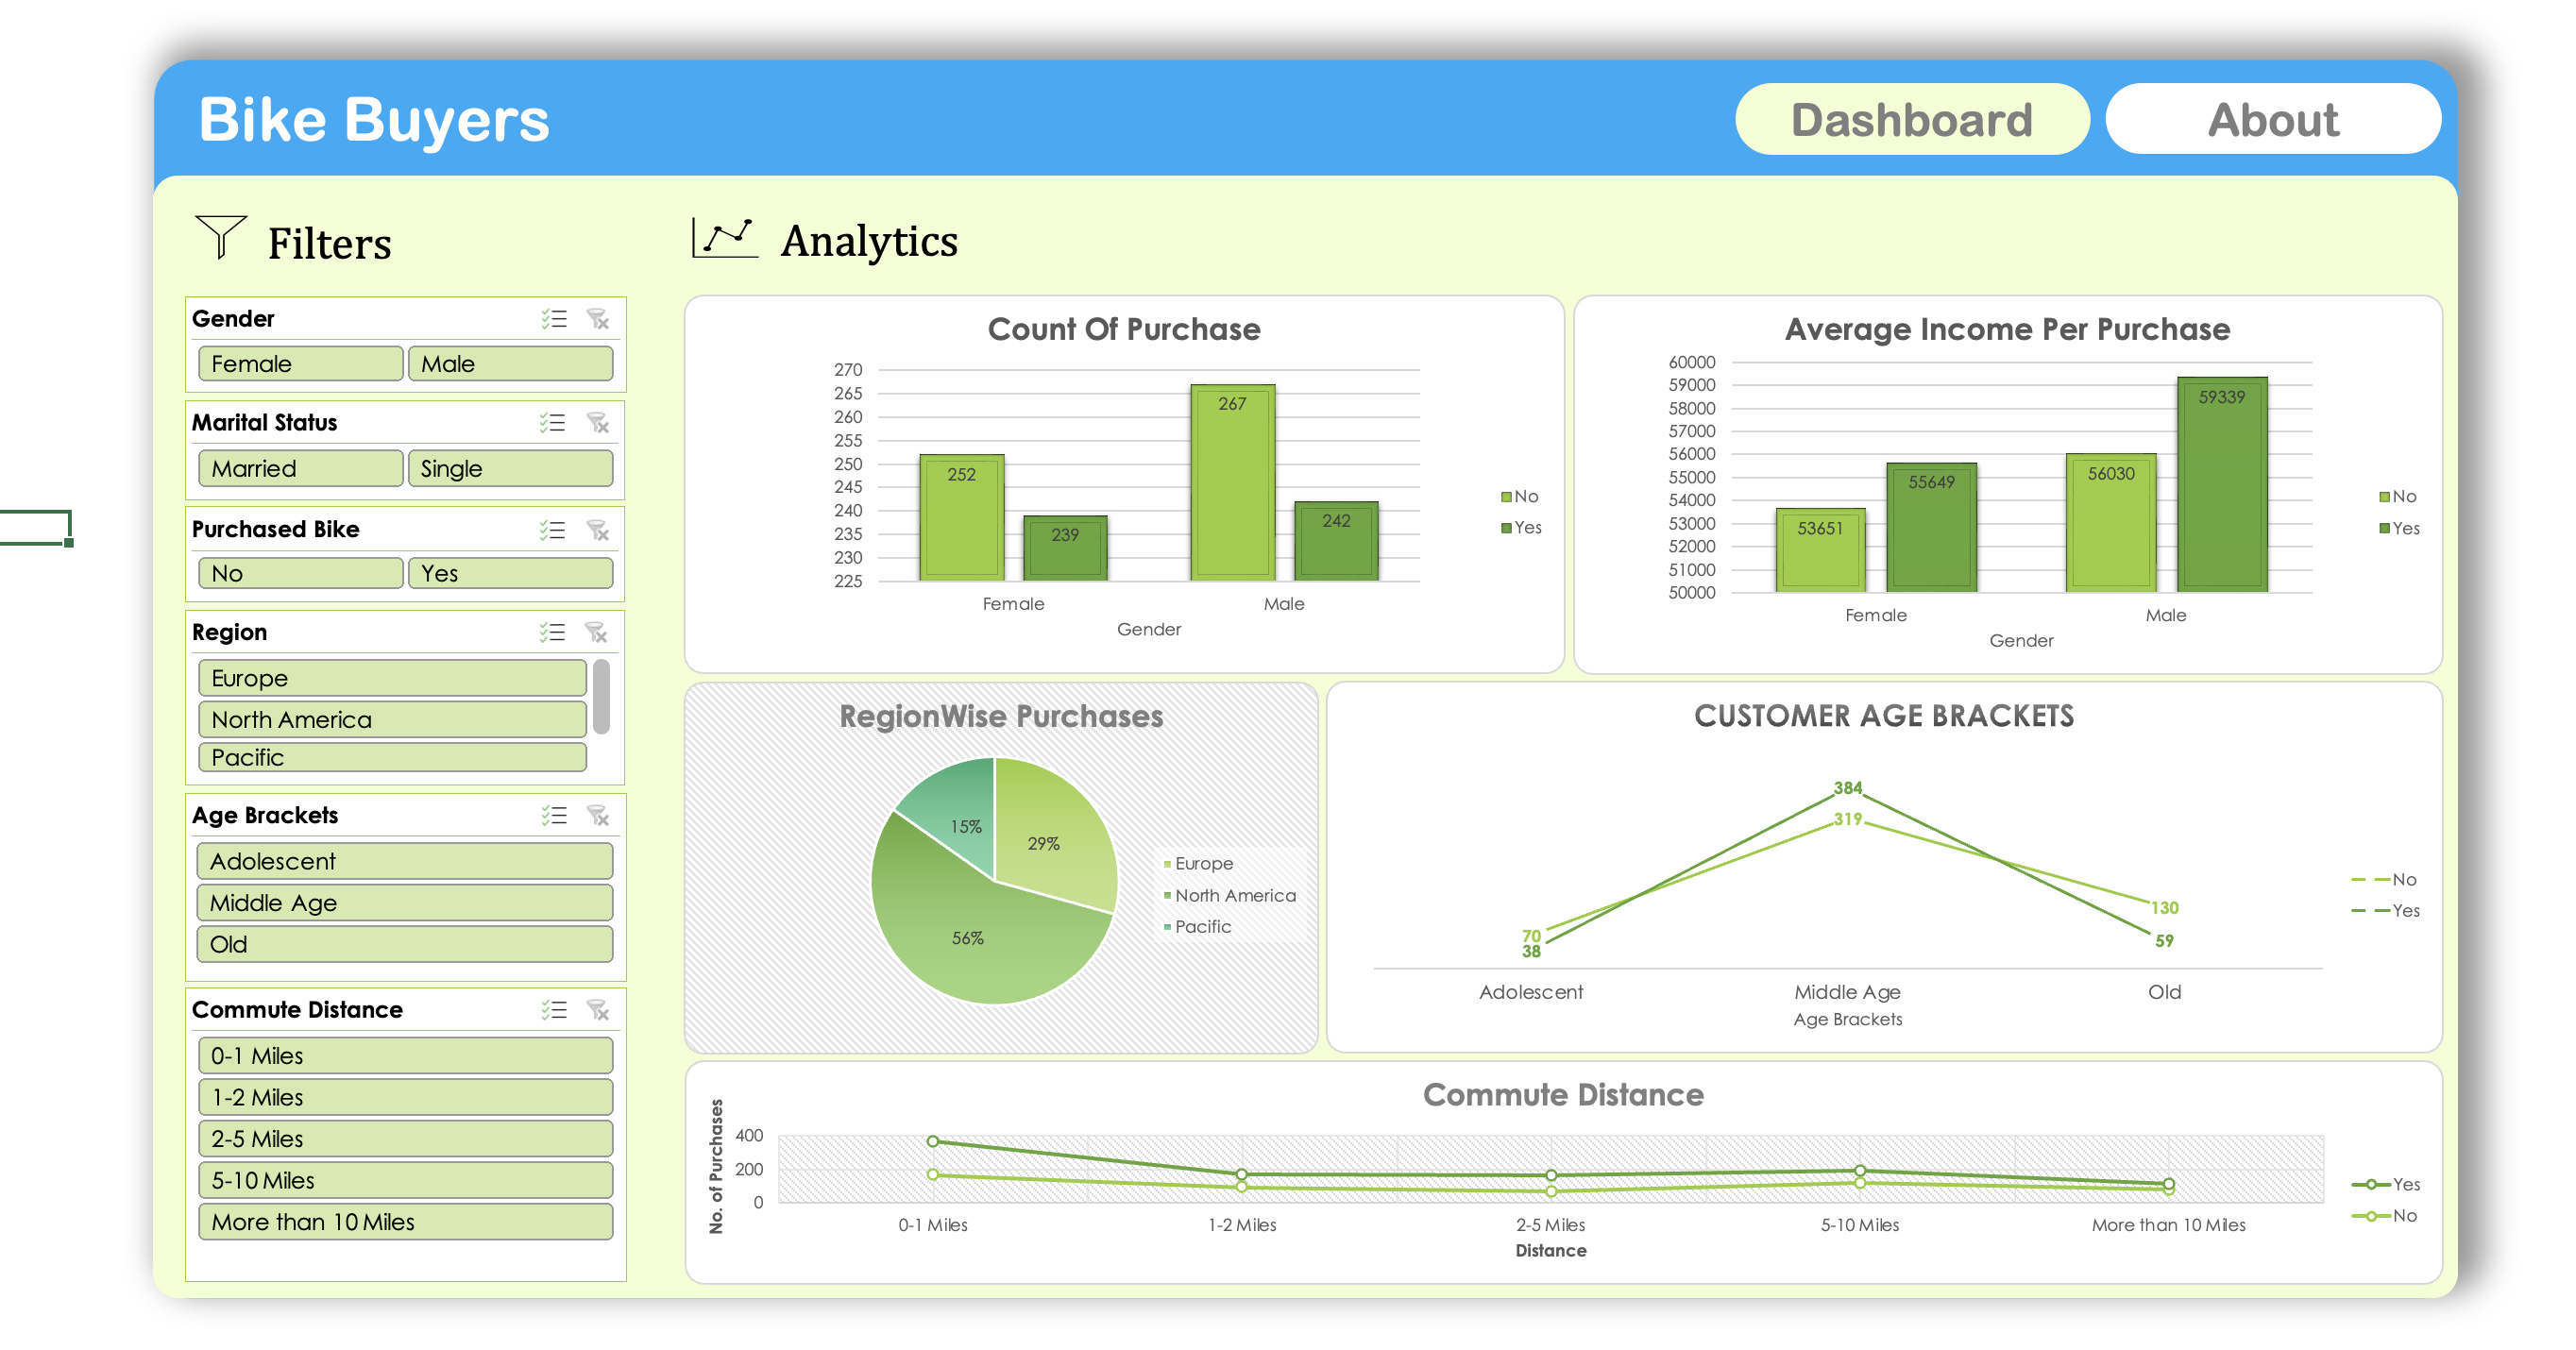 Bike Buyers
Dashboard
About
Filters
Analytics
Gender
Female
Male
Marital Status
Married
Single
Purchased Bike
No
Yes
Region
Europe
North America
Pacific
Age Brackets
Adolescent
Middle Age
Old
Commute Distance
0-1 Miles
1-2 Miles
2-5 Miles
5-10 Miles
More than 10 Miles
Count Of Purchase
270
265
260
255
250
245
240
235
230
225
252
239
267
242
Female
Male
Gender
No
Yes
Average Income Per Purchase
60000
59000
58000
57000
56000
55000
54000
53000
52000
51000
50000
53651
55649
56030
59339
Female
Male
Gender
No
Yes
RegionWise Purchases
15%
29%
56%
Europe
North America
Pacific
CUSTOMER AGE BRACKETS
384
319
70
38
130
59
Adolescent
Middle Age
Old
Age Brackets
No
Yes
Commute Distance
No. of Purchases
400
200
0
0-1 Miles
1-2 Miles
2-5 Miles
5-10 Miles
More than 10 Miles
Distance
Yes
No